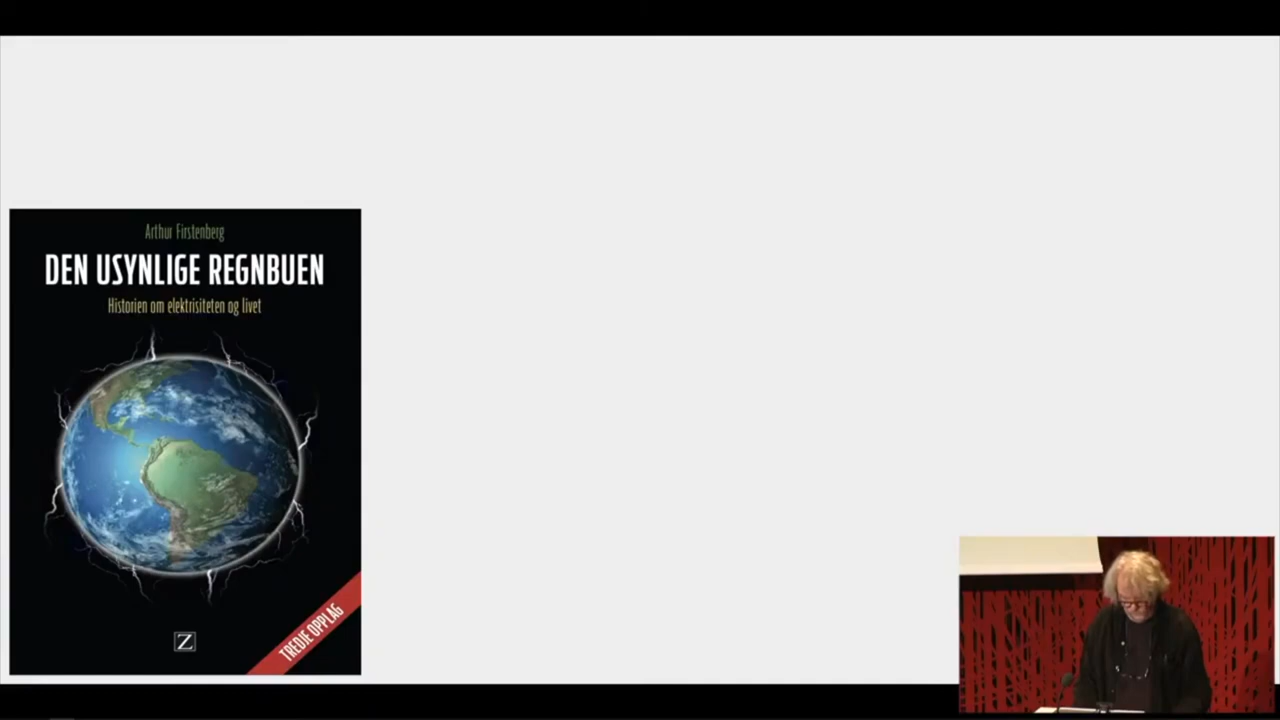 Arthur Firstenberg
DEN USYNLIGE REGNBUEN
Historien om elektrisiteten og livet
TREDJE OPPLAG
Z